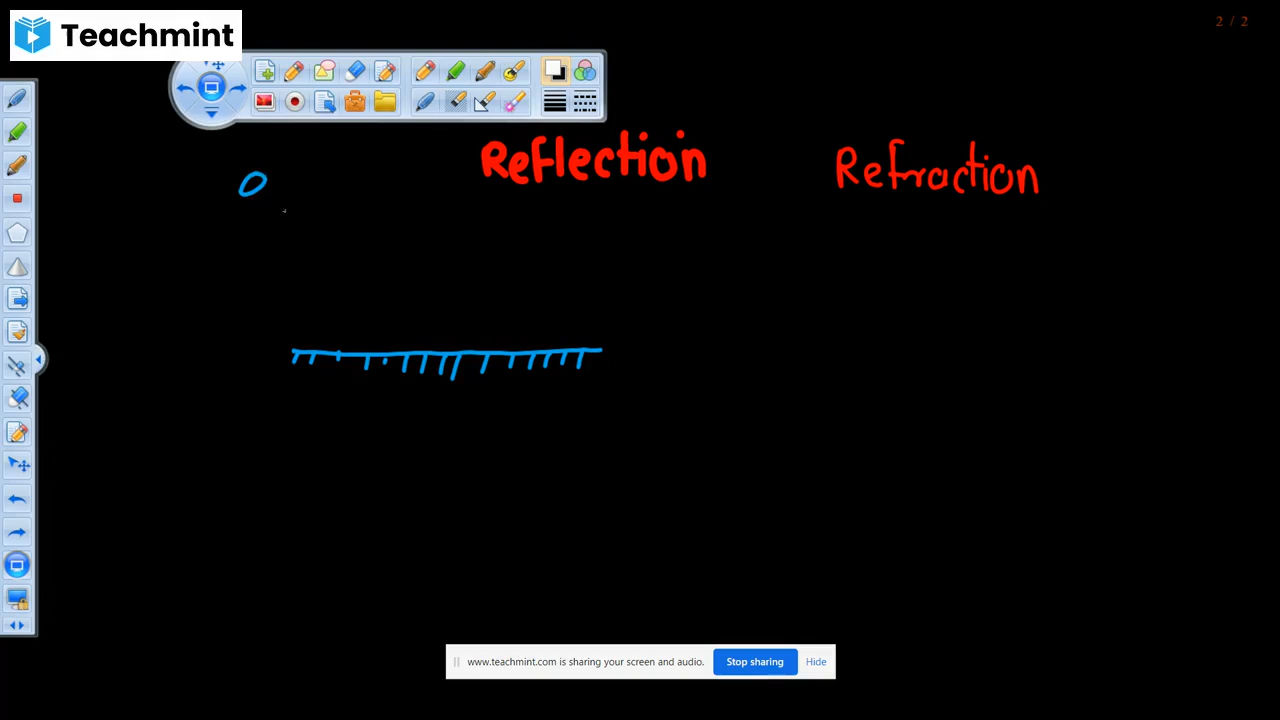 2 / 2
Teachmint
Reflection
Refraction
www.teachmint.com is sharing your screen and audio.
Stop sharing
Hide